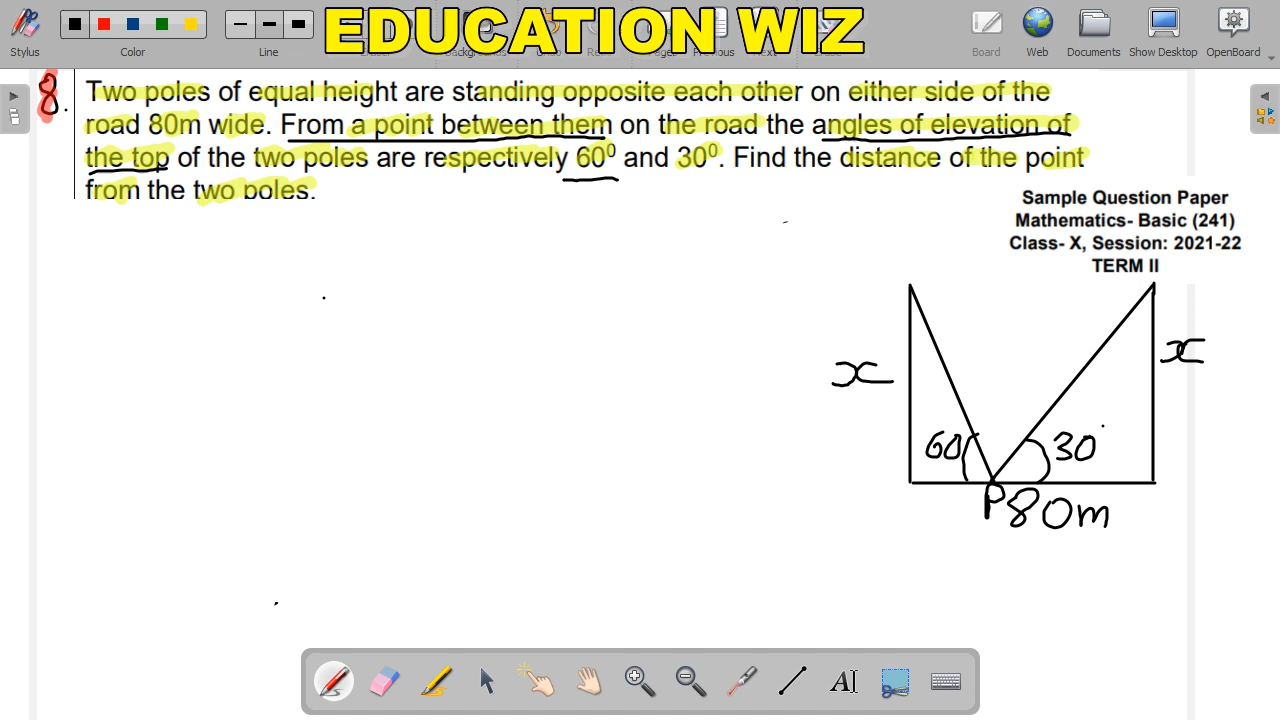 EDUCATION WIZ
Stylus
Color
Line
Backgrounds
Previous
Next
Board
Web
Documents
Show Desktop
OpenBoard
8.
Two poles of equal height are standing opposite each other on either side of the
road 80m wide. From a point between them on the road the angles of elevation of
the top of the two poles are respectively 60⁰ and 30⁰. Find the distance of the point
from the two poles.
Sample Question Paper
Mathematics- Basic (241)
Class- X, Session: 2021-22
TERM II
x
x
60
30
P
80m
AI